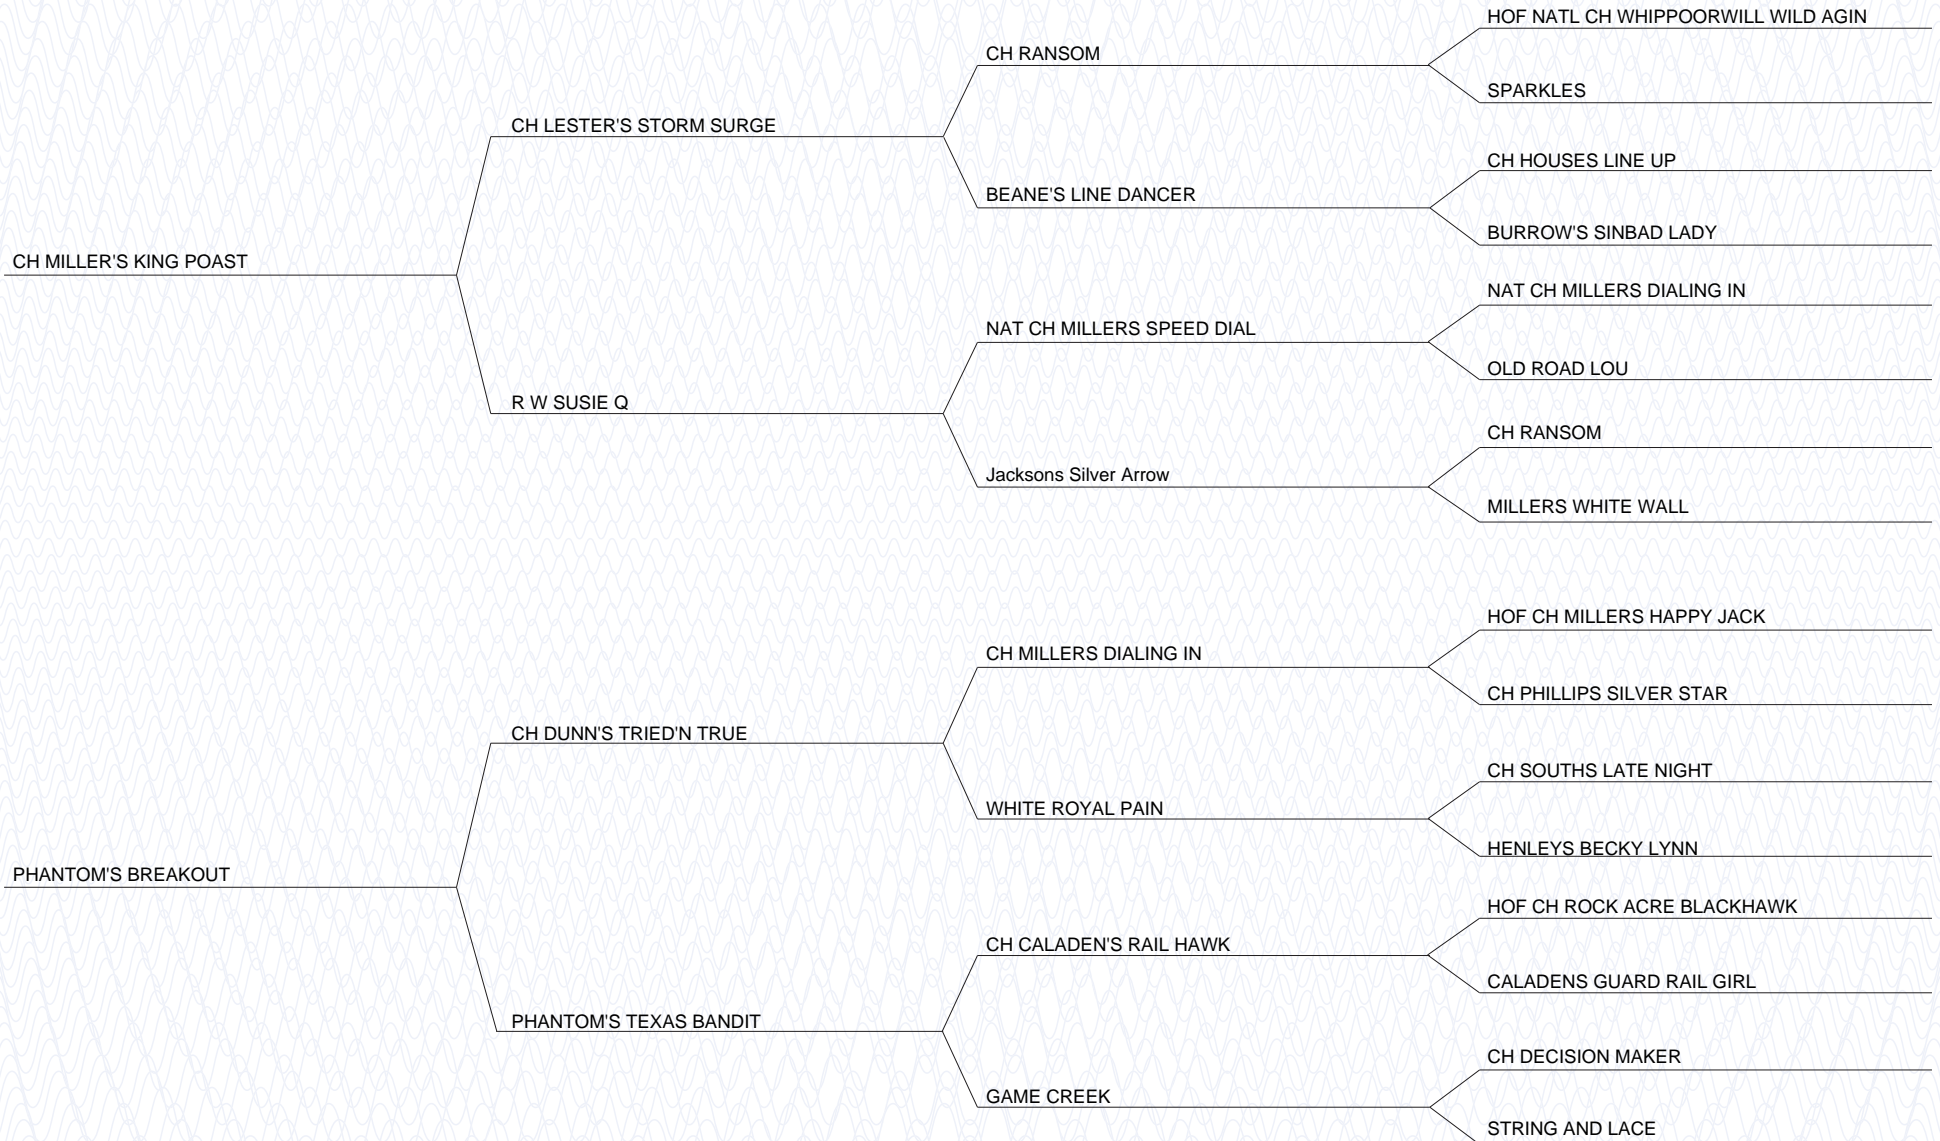 HOF NATL CH WHIPPOORWILL WILD AGIN
CH RANSOM
SPARKLES
CH LESTER'S STORM SURGE
CH HOUSES LINE UP
BEANE'S LINE DANCER
BURROW'S SINBAD LADY
CH MILLER'S KING POAST
NAT CH MILLERS DIALING IN
NAT CH MILLERS SPEED DIAL
OLD ROAD LOU
R W SUSIE Q
CH RANSOM
Jacksons Silver Arrow
MILLERS WHITE WALL
HOF CH MILLERS HAPPY JACK
CH MILLERS DIALING IN
CH PHILLIPS SILVER STAR
CH DUNN'S TRIED'N TRUE
CH SOUTHS LATE NIGHT
WHITE ROYAL PAIN
HENLEYS BECKY LYNN
PHANTOM'S BREAKOUT
HOF CH ROCK ACRE BLACKHAWK
CH CALADEN'S RAIL HAWK
CALADENS GUARD RAIL GIRL
PHANTOM'S TEXAS BANDIT
CH DECISION MAKER
GAME CREEK
STRING AND LACE